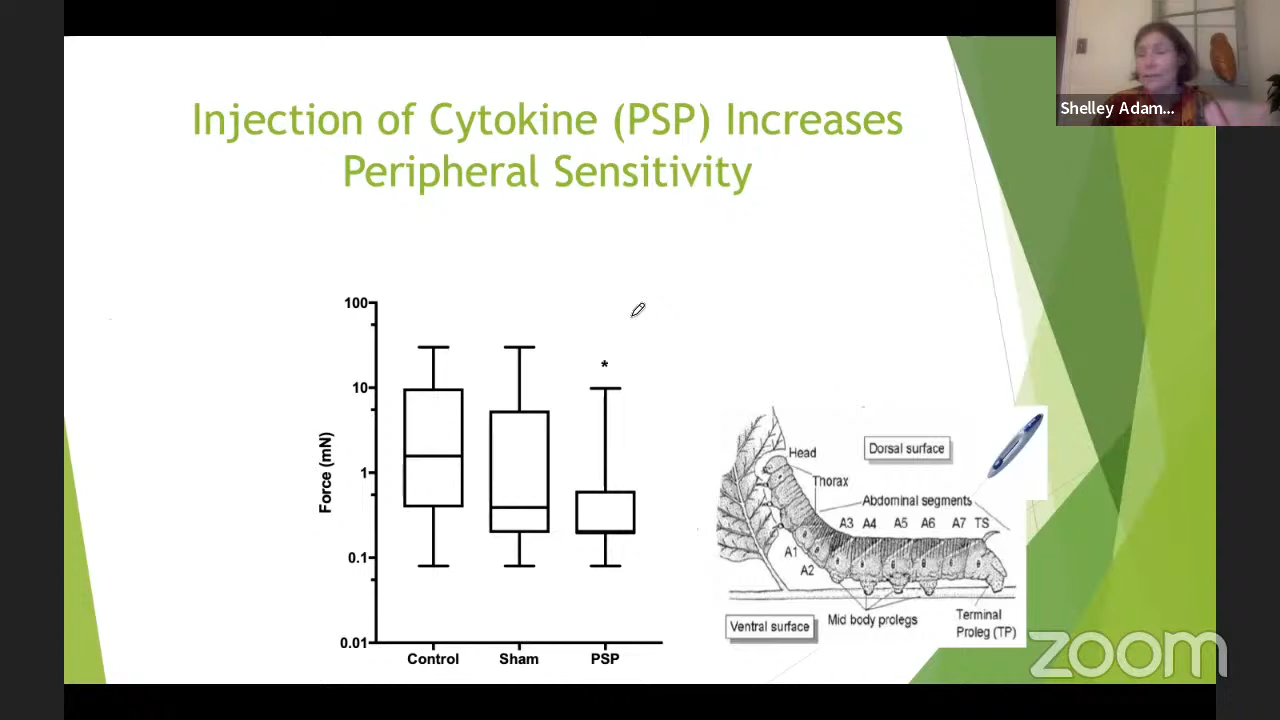 Shelley Adam...
Injection of Cytokine (PSP) Increases
Peripheral Sensitivity
100
10
1
0.1
0.01
Force (mN)
*
Control Sham PSP
Head
Dorsal surface
Thorax
Abdominal segments
A3 A4 A5 A6 A7 TS
A1
A2
Ventral surface
Mid body prolegs
Terminal
Proleg (TP)
zoom